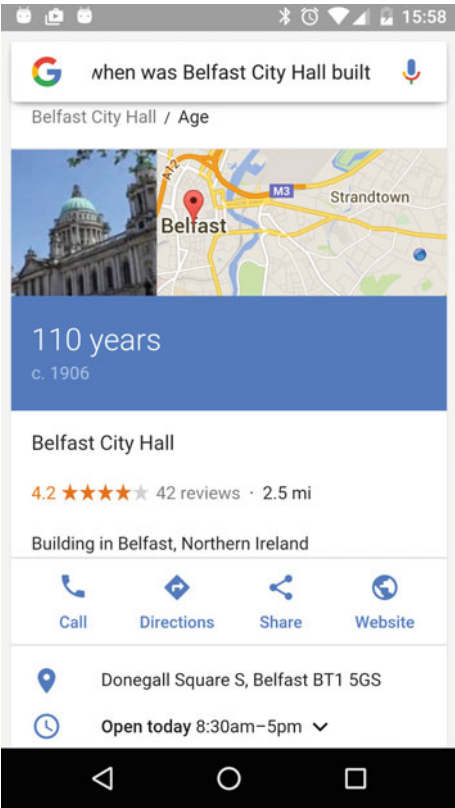 15:58
when was Belfast City Hall built
Belfast City Hall / Age
A12
M3
Strandtown
Belfast
110 years
c. 1906
Belfast City Hall
4.2 ★★★★★ 42 reviews · 2.5 mi
Building in Belfast, Northern Ireland
Call Directions Share Website
Donegall Square S, Belfast BT1 5GS
Open today 8:30am–5pm